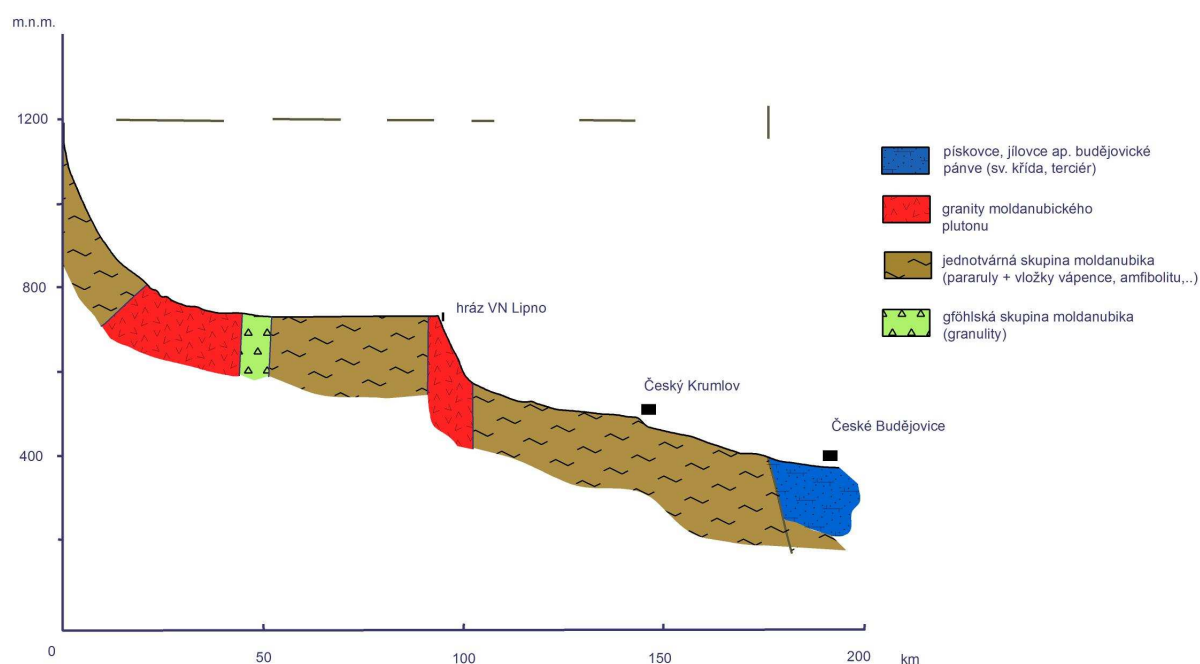 m.n.m.
1200
800
400
0
50
100
150
200
km
hráz VN Lipno
Český Krumlov
České Budějovice
pískovce, jílovce ap. budějovické
pánve (sv. křída, terciér)
granity moldanubického
plutonu
jednotvárná skupina moldanubika
(pararuly + vložky vápence, amfibolitu,..)
gföhlská skupina moldanubika
(granulity)